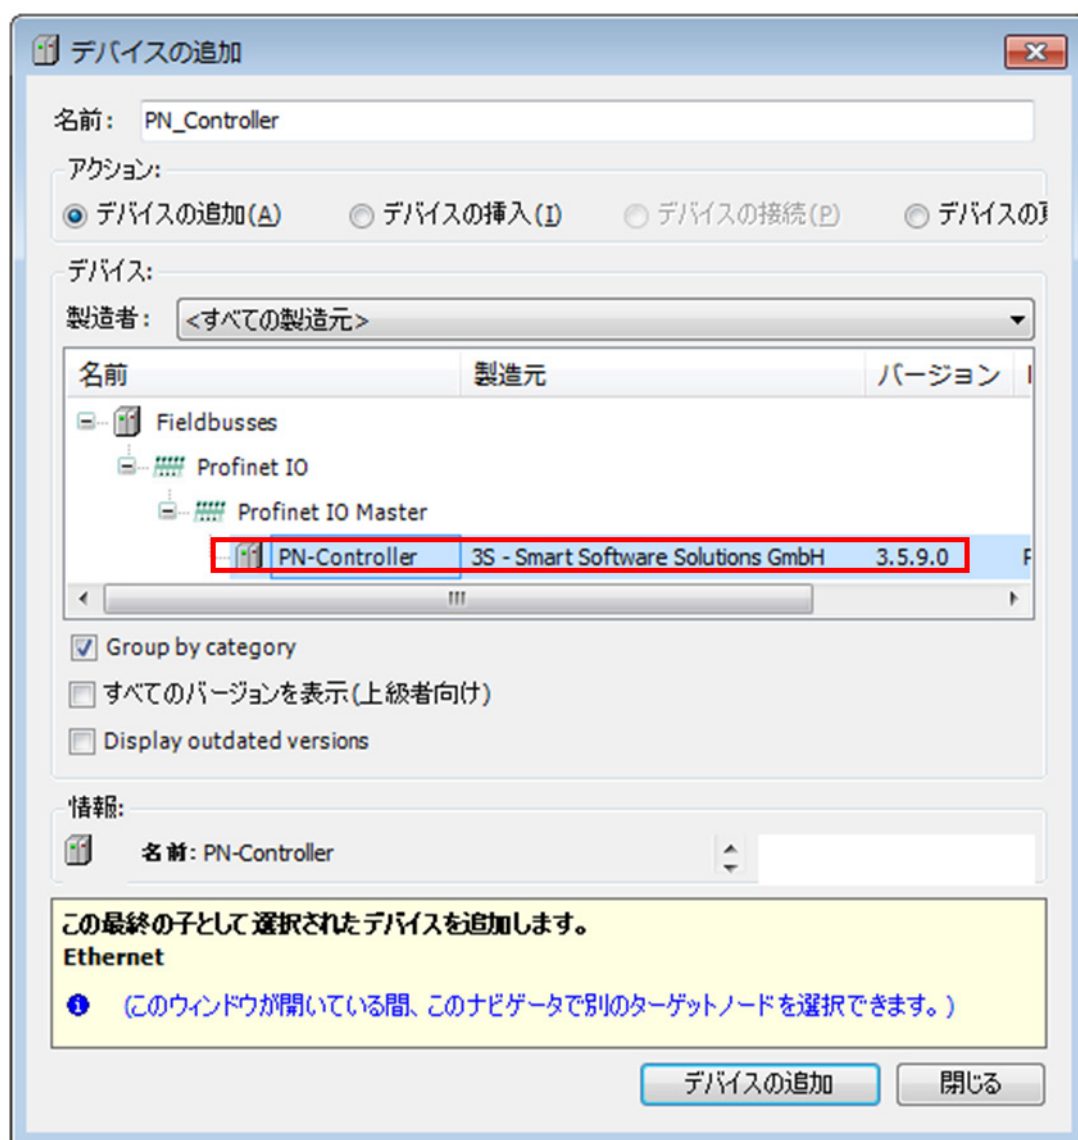 デバイスの追加
名前: PN_Controller
アクション:
デバイスの追加(A) デバイスの挿入(I) デバイスの接続(P) デバイスの
デバイス:
製造者: <すべての製造元>
名前 製造元 バージョン
Fieldbusses
Profinet IO
Profinet IO Master
PN-Controller 3S - Smart Software Solutions GmbH 3.5.9.0
Group by category
すべてのバージョンを表示(上級者向け)
Display outdated versions
情報:
名前: PN-Controller
この最終の子として選択されたデバイスを追加します。
Ethernet
(このウィンドウが開いている間、このナビゲータで別のターゲットノードを選択できます。)
デバイスの追加 閉じる